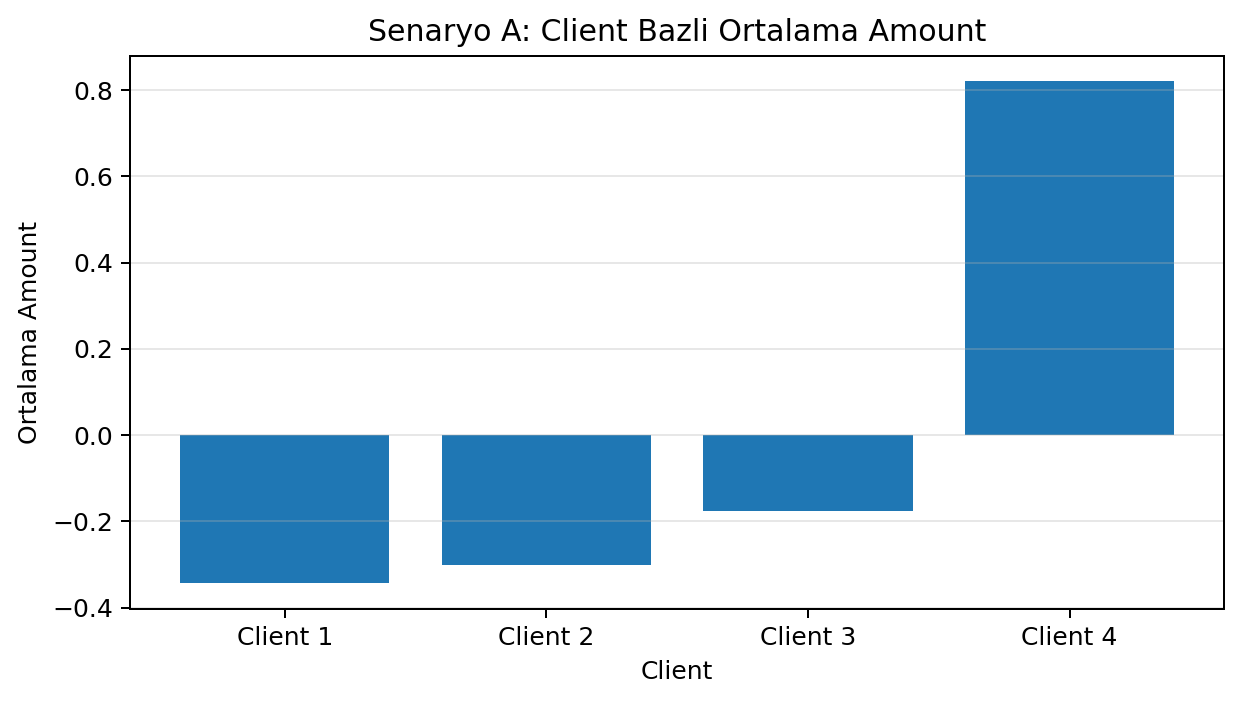 Senaryo A: Client Bazli Ortalama Amount
Ortalama Amount
0.8
0.6
0.4
0.2
0.0
−0.2
−0.4
Client 1
Client 2
Client 3
Client 4
Client